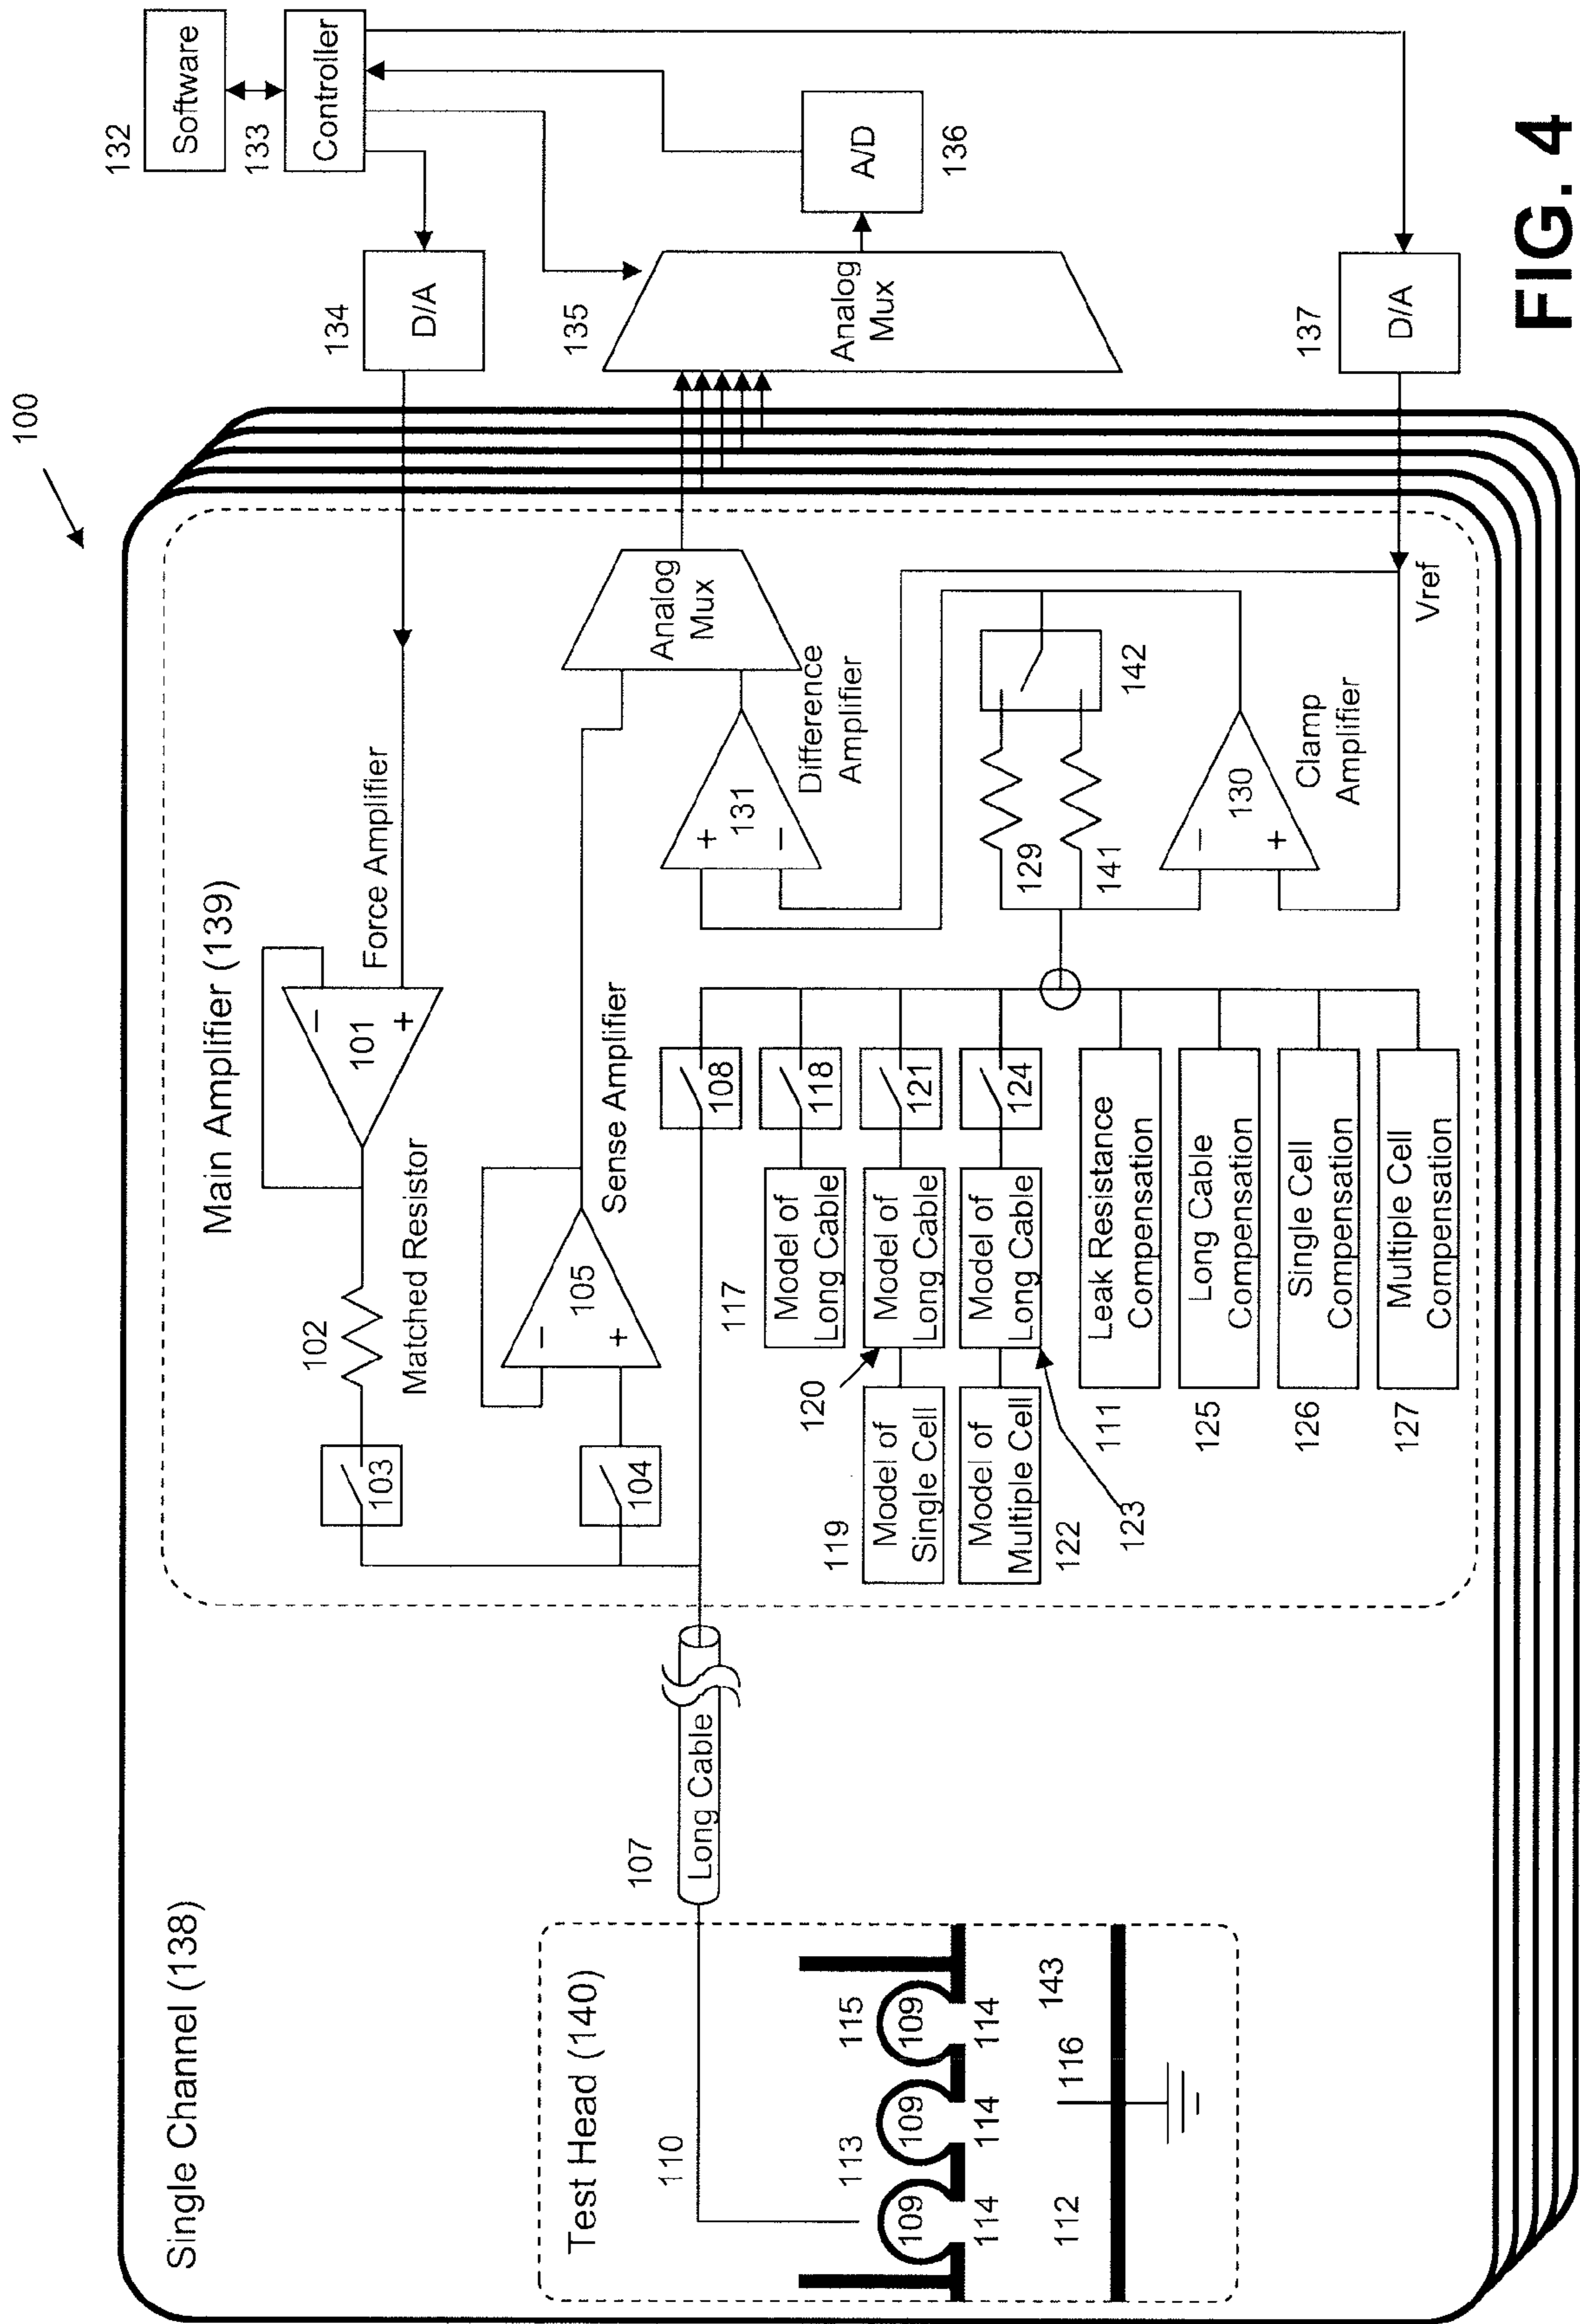 100
Single Channel (138)
Main Amplifier (139)
Test Head (140)
110
113
115
109
109
109
114
114
114
112
116
143
107
Long Cable
103
102
Matched Resistor
101
−
+
Force Amplifier
104
105
−
+
Sense Amplifier
108
117
Model of
Long Cable
118
119
Model of
Single Cell
120
Model of
Long Cable
121
122
Model of
Multiple Cell
123
Model of
Long Cable
124
111
Leak Resistance
Compensation
125
Long Cable
Compensation
126
Single Cell
Compensation
127
Multiple Cell
Compensation
Analog
Mux
+
−
131
Difference
Amplifier
129
141
142
−
+
130
Clamp
Amplifier
Vref
132
Software
133
Controller
134
D/A
135
Analog
Mux
A/D
136
137
D/A
FIG. 4